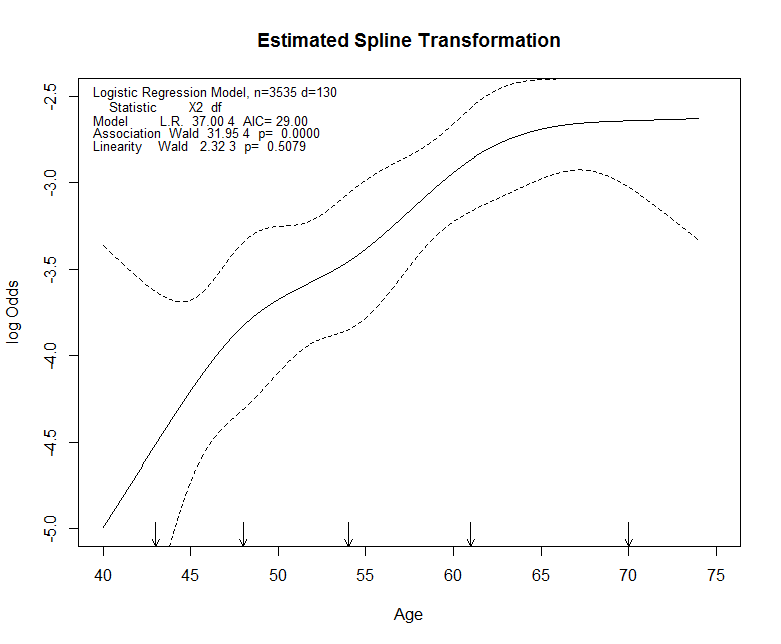 Estimated Spline Transformation
Logistic Regression Model, n=3535 d=130
Statistic X2 df
Model L.R. 37.00 4 AIC= 29.00
Association Wald 31.95 4 p= 0.0000
Linearity Wald 2.32 3 p= 0.5079
log Odds
-2.5
-3.0
-3.5
-4.0
-4.5
-5.0
40 45 50 55 60 65 70 75
Age